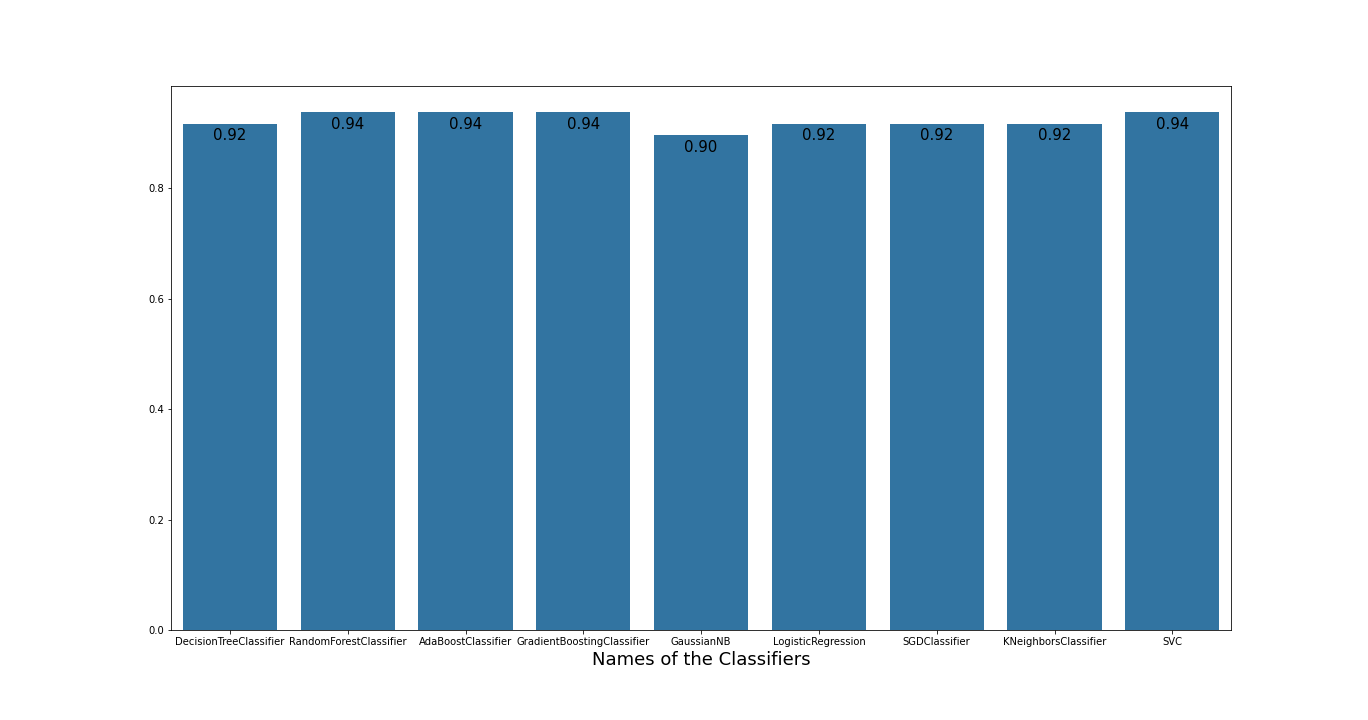 0.92 0.94 0.94 0.94 0.90 0.92 0.92 0.92 0.94
0.8
0.6
0.4
0.2
0.0
DecisionTreeClassifier RandomForestClassifier AdaBoostClassifier GradientBoostingClassifier GaussianNB LogisticRegression SGDClassifier KNeighborsClassifier SVC
Names of the Classifiers